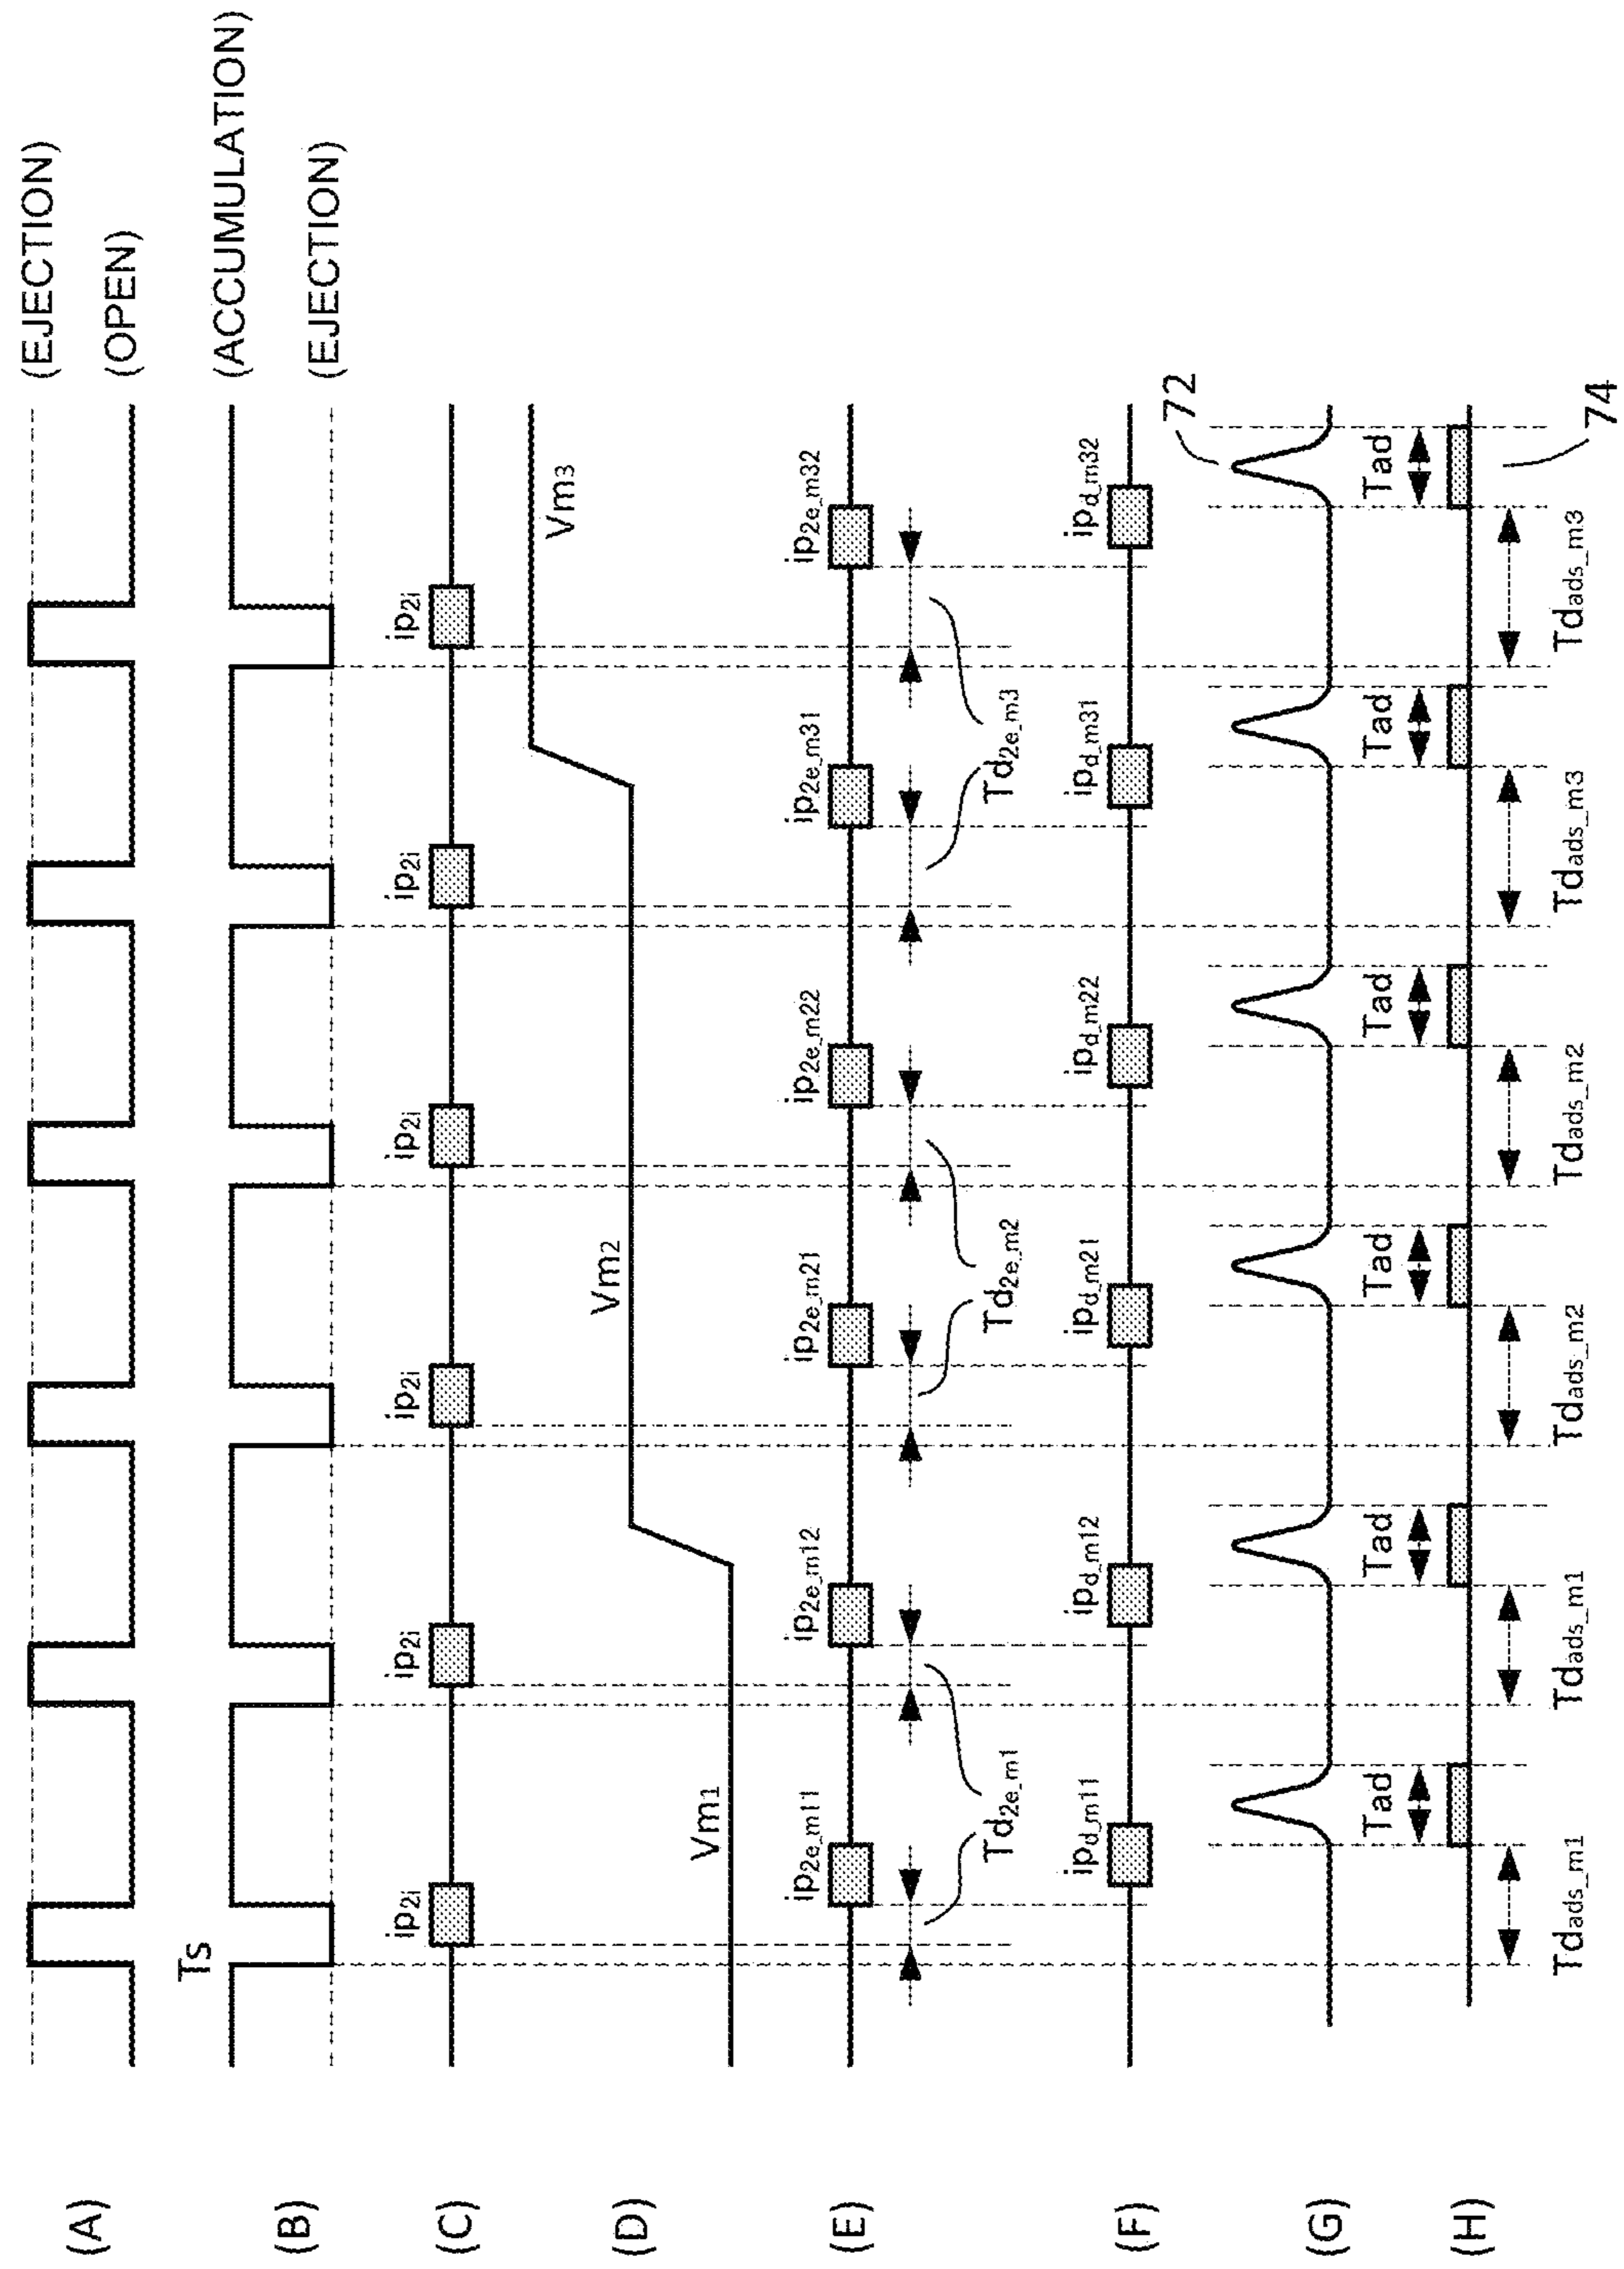 (A)
(EJECTION)
(OPEN)
Ts
(B)
(ACCUMULATION)
(EJECTION)
(C)
ip2i
ip2i
ip2i
ip2i
ip2i
ip2i
(D)
Vm1
Vm2
Vm3
(E)
ip2e_m11
ip2e_m12
ip2e_m21
ip2e_m22
ip2e_m31
ip2e_m32
Td2e_m1
Td2e_m2
Td2e_m3
(F)
ipd_m11
ipd_m12
ipd_m21
ipd_m22
ipd_m31
ipd_m32
(G)
72
Tad
Tad
Tad
Tad
Tad
Tad
(H)
74
Tdads_m1
Tdads_m1
Tdads_m2
Tdads_m2
Tdads_m3
Tdads_m3